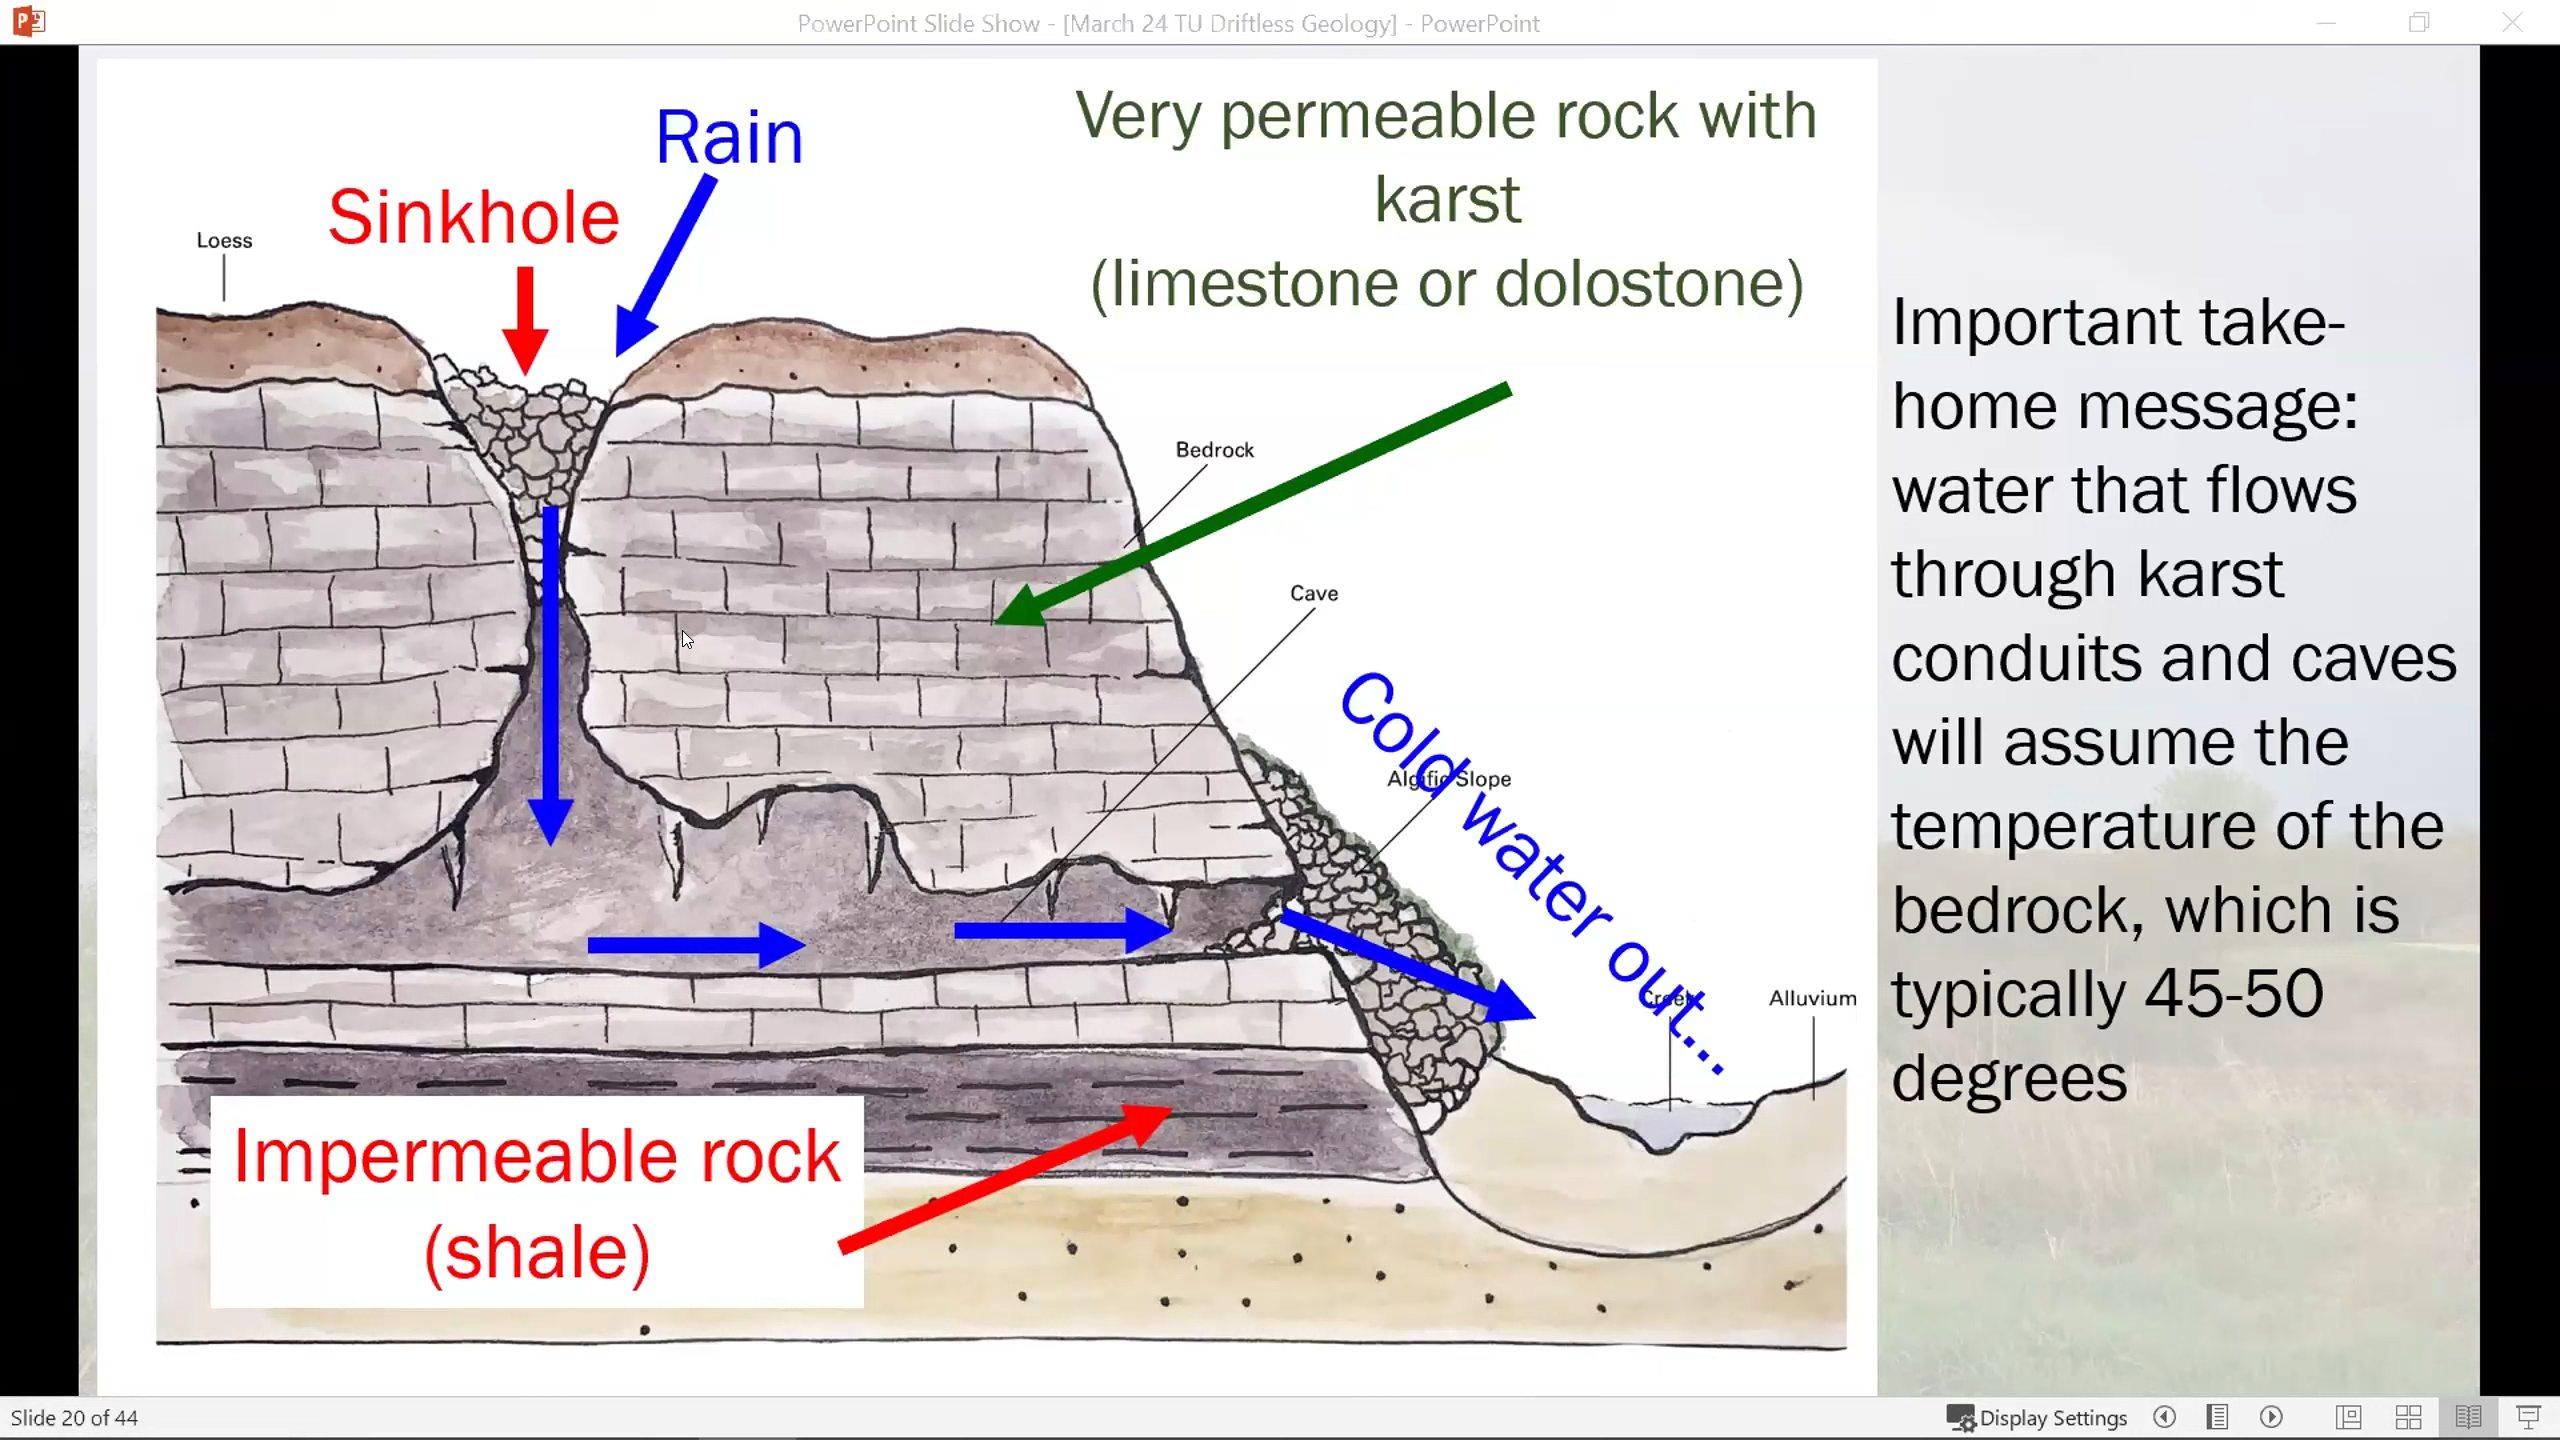 PowerPoint Slide Show - [March 24 TU Driftless Geology] - PowerPoint
Rain
Sinkhole
Loess
Very permeable rock with
karst
(limestone or dolostone)
Bedrock
Cave
Algific Slope
Cold water out...
Creek
Alluvium
Impermeable rock
(shale)
Important take-
home message:
water that flows
through karst
conduits and caves
will assume the
temperature of the
bedrock, which is
typically 45-50
degrees
Slide 20 of 44
Display Settings